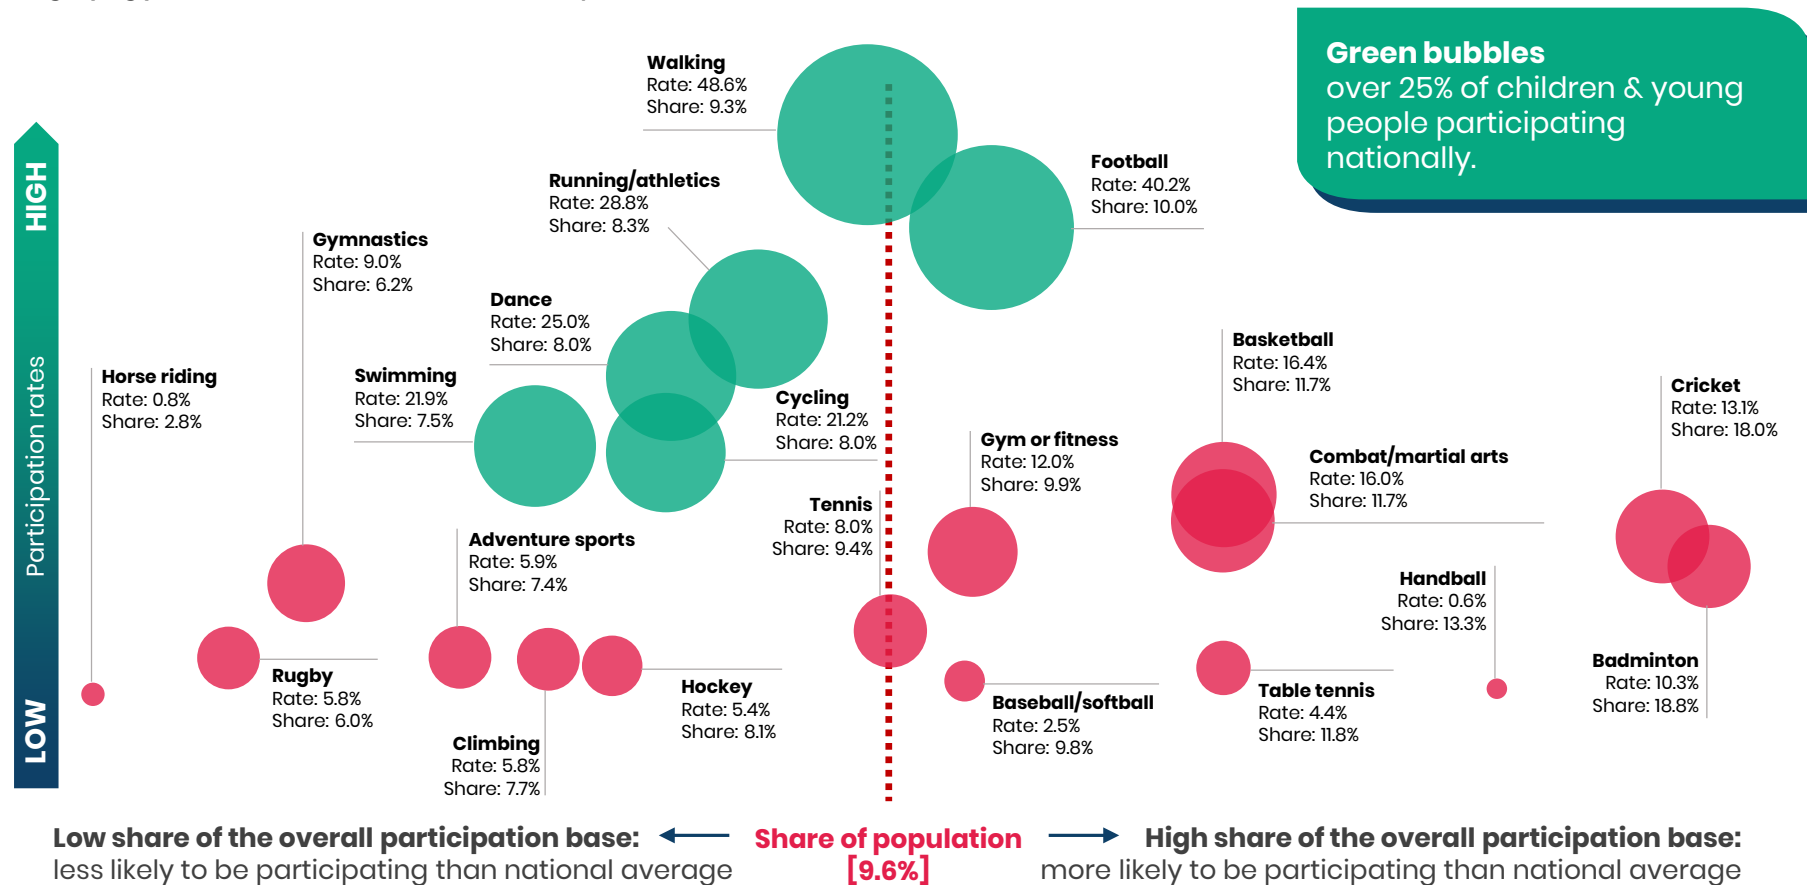 Green bubbles
over 25% of children & young
people participating
nationally.
Walking
Rate: 48.6%
Share: 9.3%
Football
Rate: 40.2%
Share: 10.0%
Running/athletics
Rate: 28.8%
Share: 8.3%
Gymnastics
Rate: 9.0%
Share: 6.2%
Dance
Rate: 25.0%
Share: 8.0%
Horse riding
Rate: 0.8%
Share: 2.8%
Swimming
Rate: 21.9%
Share: 7.5%
Cycling
Rate: 21.2%
Share: 8.0%
Basketball
Rate: 16.4%
Share: 11.7%
Cricket
Rate: 13.1%
Share: 18.0%
Gym or fitness
Rate: 12.0%
Share: 9.9%
Combat/martial arts
Rate: 16.0%
Share: 11.7%
Tennis
Rate: 8.0%
Share: 9.4%
Adventure sports
Rate: 5.9%
Share: 7.4%
Handball
Rate: 0.6%
Share: 13.3%
Rugby
Rate: 5.8%
Share: 6.0%
Climbing
Rate: 5.8%
Share: 7.7%
Hockey
Rate: 5.4%
Share: 8.1%
Baseball/softball
Rate: 2.5%
Share: 9.8%
Table tennis
Rate: 4.4%
Share: 11.8%
Badminton
Rate: 10.3%
Share: 18.8%
HIGH
Participation rates
LOW
Low share of the overall participation base:
less likely to be participating than national average
Share of population
[9.6%]
High share of the overall participation base:
more likely to be participating than national average